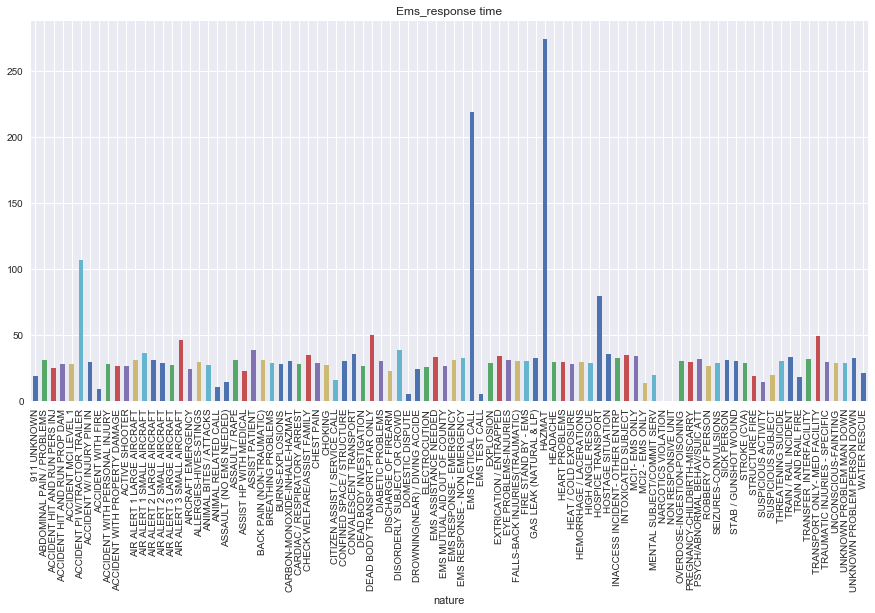 Ems_response time
250
200
150
100
50
0
911 UNKNOWN
ABDOMINAL PAIN / PROBLEMS
ACCIDENT HIT AND RUN PERS INJ
ACCIDENT HIT AND RUN PROP DAM
ACCIDENT MCI LEVEL 1
ACCIDENT P.I W/TRACTOR TRAILER
ACCIDENT W/ INJURY PIN IN
ACCIDENT WITH FIRE
ACCIDENT WITH PERSONAL INJURY
ACCIDENT WITH PROPERTY DAMAGE
ACTIVE SHOOTER
AIR ALERT 1 LARGE AIRCRAFT
AIR ALERT 1 SMALL AIRCRAFT
AIR ALERT 2 LARGE AIRCRAFT
AIR ALERT 2 SMALL AIRCRAFT
AIR ALERT 3 LARGE AIRCRAFT
AIR ALERT 3 SMALL AIRCRAFT
AIRCRAFT EMERGENCY
ALLERGIES-HIVES-STINGS
ANIMAL BITES / ATTACKS
ANIMAL RELATED CALL
ASSAULT (NO EMS NEEDED)
ASSAULT / RAPE
ASSIST HP WITH MEDICAL
ASSIST PATIENT
BACK PAIN (NON-TRAUMATIC)
BREATHING PROBLEMS
BURNS-EXPLOSIONS
CARBON-MONOXIDE-INHALE-HAZMAT
CARDIAC / RESPIRATORY ARREST
CHECK WELFARE/ASSIST FAMILY
CHEST PAIN
CHOKING
CITIZEN ASSIST / SERVICE CALL
CONFINED SPACE / STRUCTURE
CONVALESCENT TRANSPORT
DEAD BODY INVESTIGATION
DEAD BODY TRANSPORT-PTAR ONLY
DIABETIC PROBLEMS
DISCHARGE OF FIREARM
DISORDERLY SUBJECT OR CROWD
DOMESTIC DISPUTE
DROWNING(NEAR) / DIVING ACCID
ELECTROCUTION
EMS ASSISTANCE NEEDED
EMS MUTUAL AID OUT OF COUNTY
EMS RESPONSE - EMERGENCY
EMS RESPONSE - NON EMERGENCY
EMS TACTICAL CALL
EMS TEST CALL
EXPLOSION
EXTRICATION / ENTRAPPED
EYE PROBLEMS-INJURIES
FALLS-BACK INJURIES(TRAUMATIC)
FIRE STAND BY - EMS
GAS LEAK (NATURAL & LP)
HAZMAT
HEADACHE
HEART PROBLEMS
HEAT / COLD EXPOSURE
HEMORRHAGE / LACERATIONS
HIGH ANGLE RESCUE
HOSPICE TRANSPORT
HOSTAGE SITUATION
INACCESS INCIDENT/OTHER ENTRP
INTOXICATED SUBJECT
MCI1 - EMS ONLY
MCI2 - EMS ONLY
MENTAL SUBJECT/COMMIT SERV
NARCOTICS VIOLATION
NON RESPONSIVE UNIT
OVERDOSE-INGESTION-POISONING
PREGNANCY-CHILDBIRTH-MISCARRY
PSYCH/ABNORMALBEHAV/SUIC ATT
ROBBERY OF PERSON
SEIZURES-CONVULSIONS
SICK PERSON
STAB / GUNSHOT WOUND
STROKE (CVA)
STRUCTURE FIRE
SUSPICIOUS ACTIVITY
SUSPICIOUS SUBJECT
THREATENING SUICIDE
TRAIN / RAIL INCIDENT
TRAIN AND RAIL FIRE
TRANSFER_INTERFACILITY
TRANSPORT ONLY_MED FACILITY
TRAUMATIC INJURIES - SPECIFIC
UNCONSCIOUS-FAINTING
UNKNOWN PROBLEM MAN DOWN
UNKNOWN PROBLEM PERSON DOWN
WATER RESCUE
nature